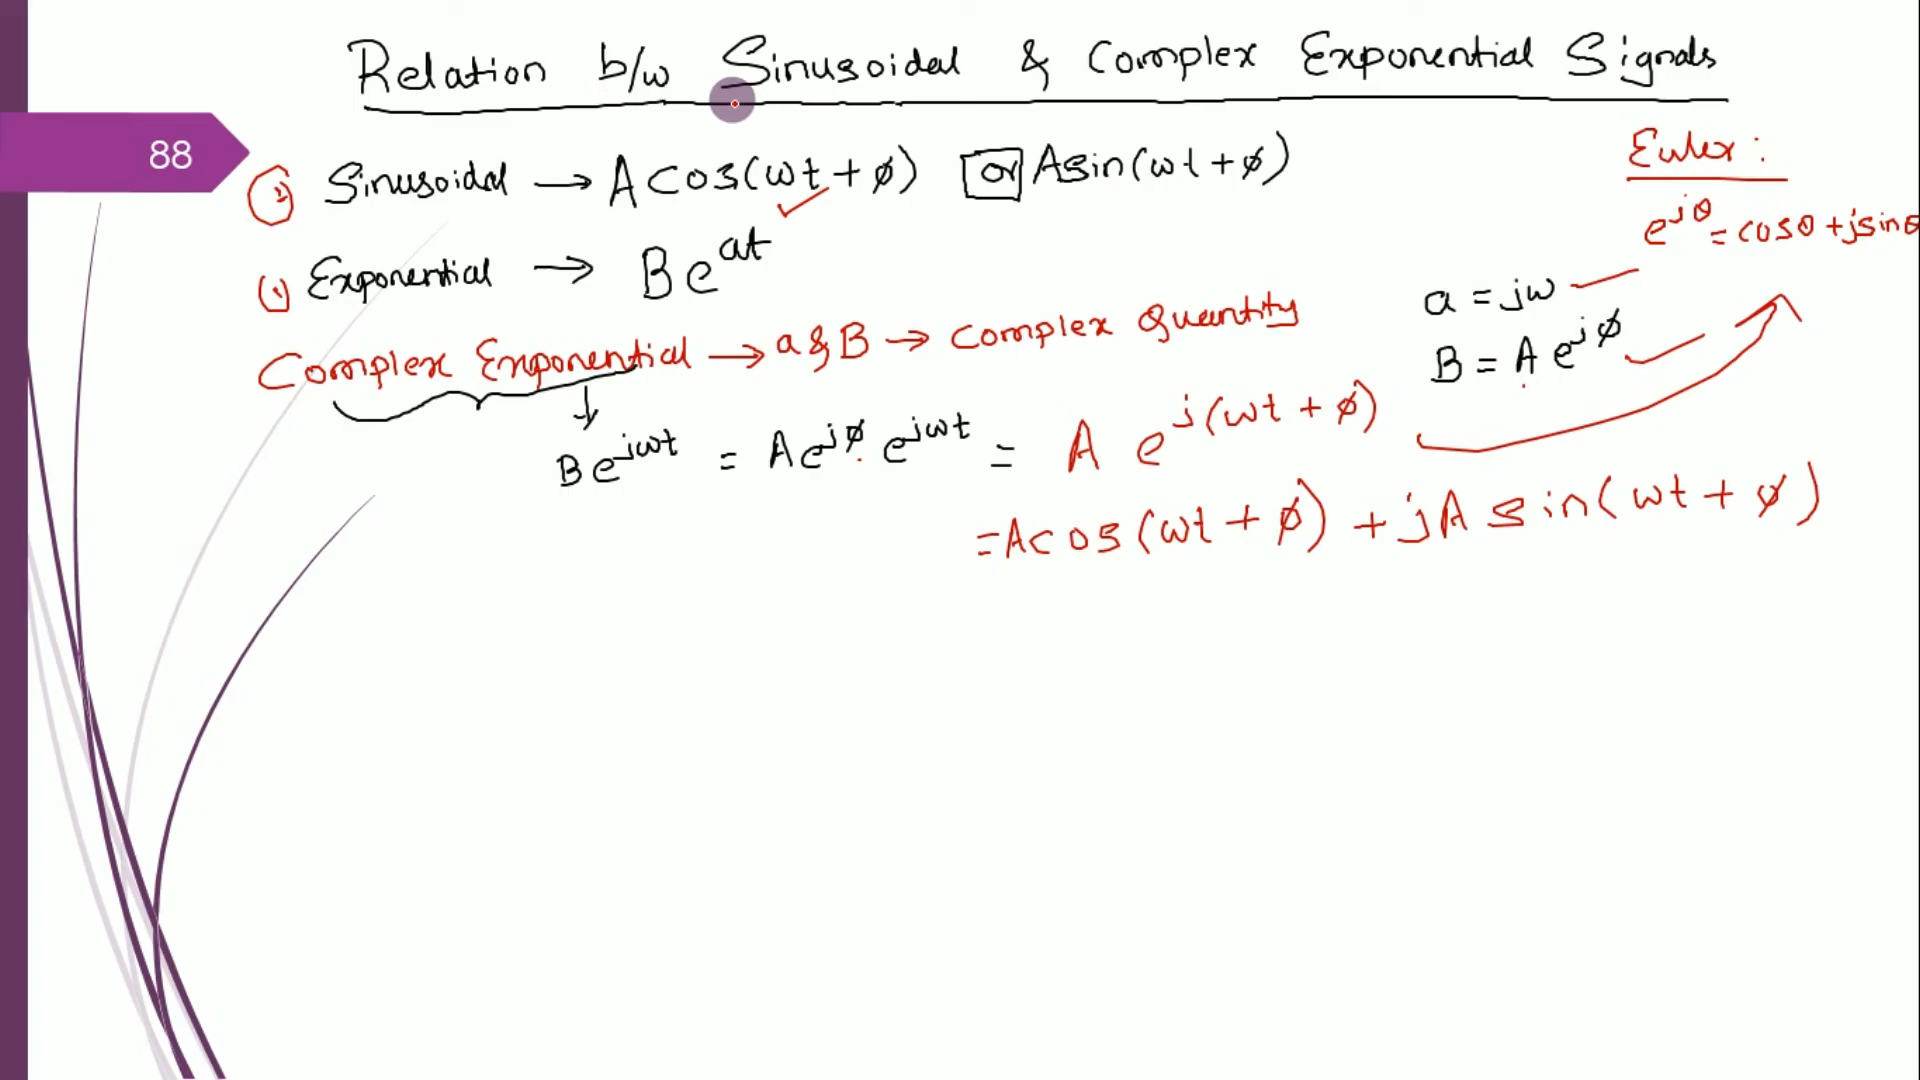 Relation b/w Sinusoidal & Complex Exponential Signals
88
② Sinusoidal → A cos(ωt + φ) or A sin(ωt + φ)
Euler:
e^{jθ} = cosθ + jsinθ
① Exponential → B e^{at}
a = jω
B = A e^{jφ}
Complex Exponential → a & B → Complex Quantity
B e^{jωt} = A e^{jφ} e^{jωt} = A e^{j(ωt + φ)}
= A cos(ωt + φ) + jA sin(ωt + φ)